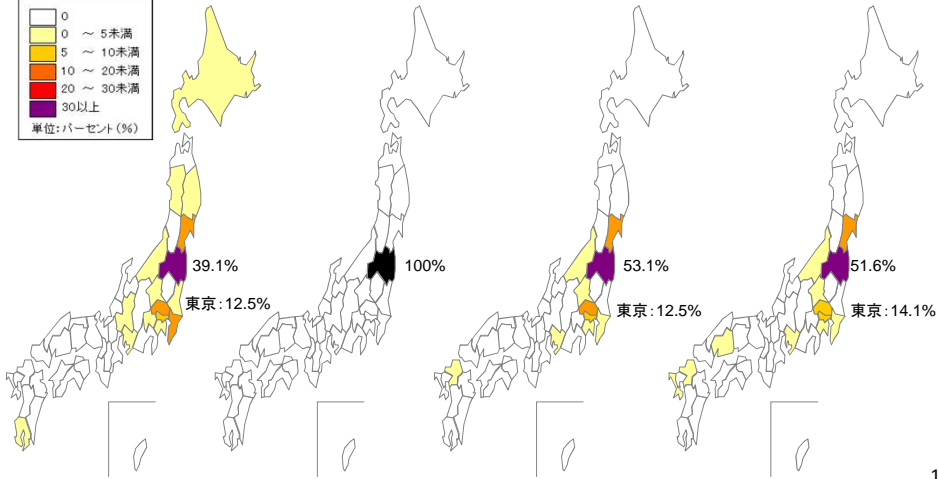 0
0 ～ 5未満
5 ～ 10未満
10 ～ 20未満
20 ～ 30未満
30以上
単位:パーセント(%)
39.1%
東京:12.5%
100%
53.1%
東京:12.5%
51.6%
東京:14.1%
1